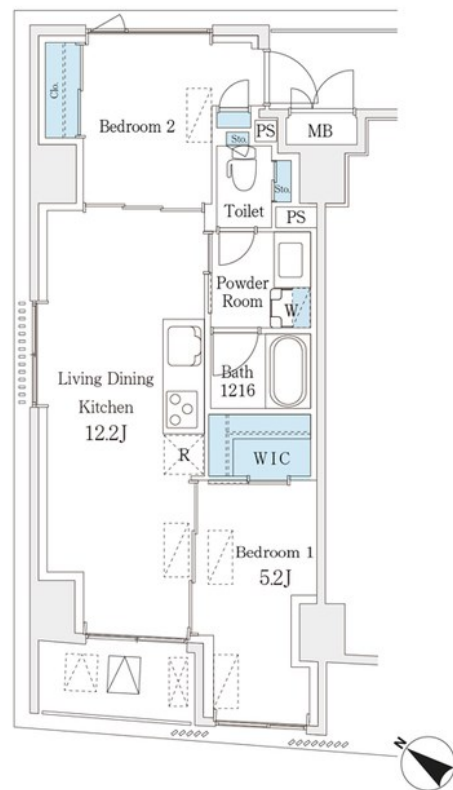 Clo.
Bedroom 2
Sto.
PS
MB
Toilet
Sto.
PS
Powder
Room
W
Living Dining
Kitchen
12.2J
Bath
1216
R
WIC
Bedroom 1
5.2J
N